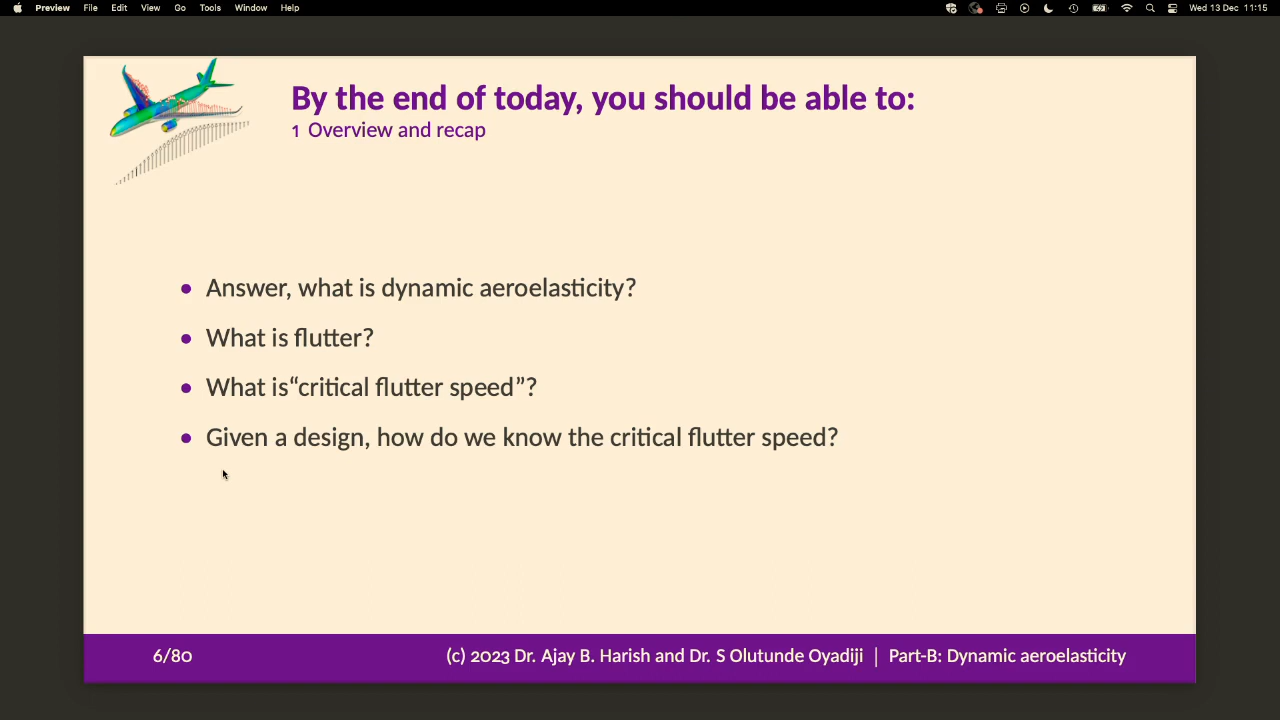 Preview File Edit View Go Tools Window Help Wed 13 Dec 11:15
By the end of today, you should be able to:
1 Overview and recap
• Answer, what is dynamic aeroelasticity?
• What is flutter?
• What is“critical flutter speed”?
• Given a design, how do we know the critical flutter speed?
6/80 (c) 2023 Dr. Ajay B. Harish and Dr. S Olutunde Oyadiji | Part-B: Dynamic aeroelasticity